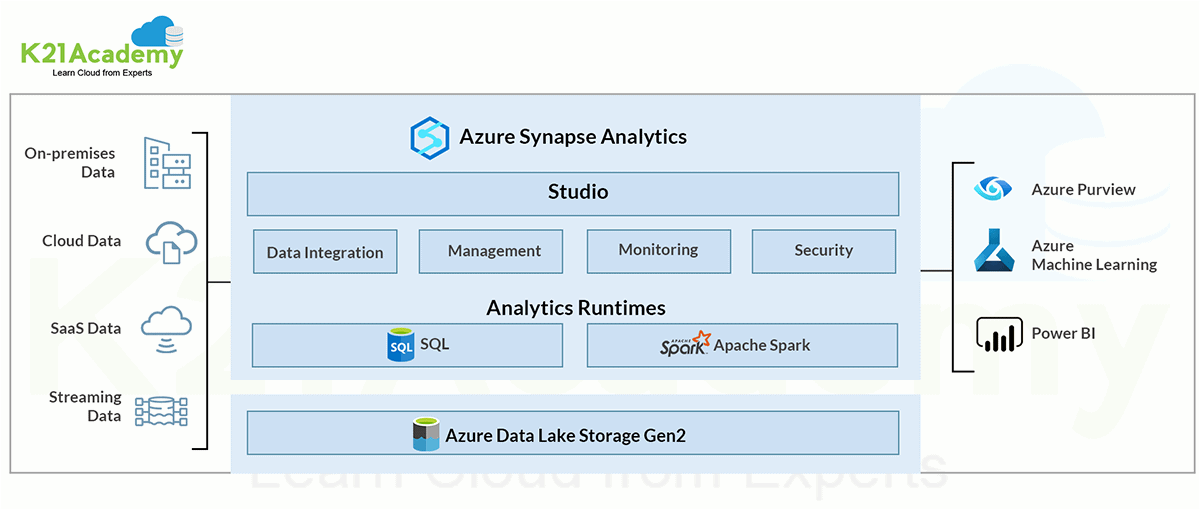 K21Academy
Learn Cloud from Experts
On-premises
Data
Cloud Data
SaaS Data
Streaming
Data
Azure Synapse Analytics
Studio
Data Integration
Management
Monitoring
Security
Analytics Runtimes
SQL
SQL
APACHE
Spark
Apache Spark
Azure Data Lake Storage Gen2
Azure Purview
Azure
Machine Learning
Power BI
K21Academy
Learn Cloud from Experts